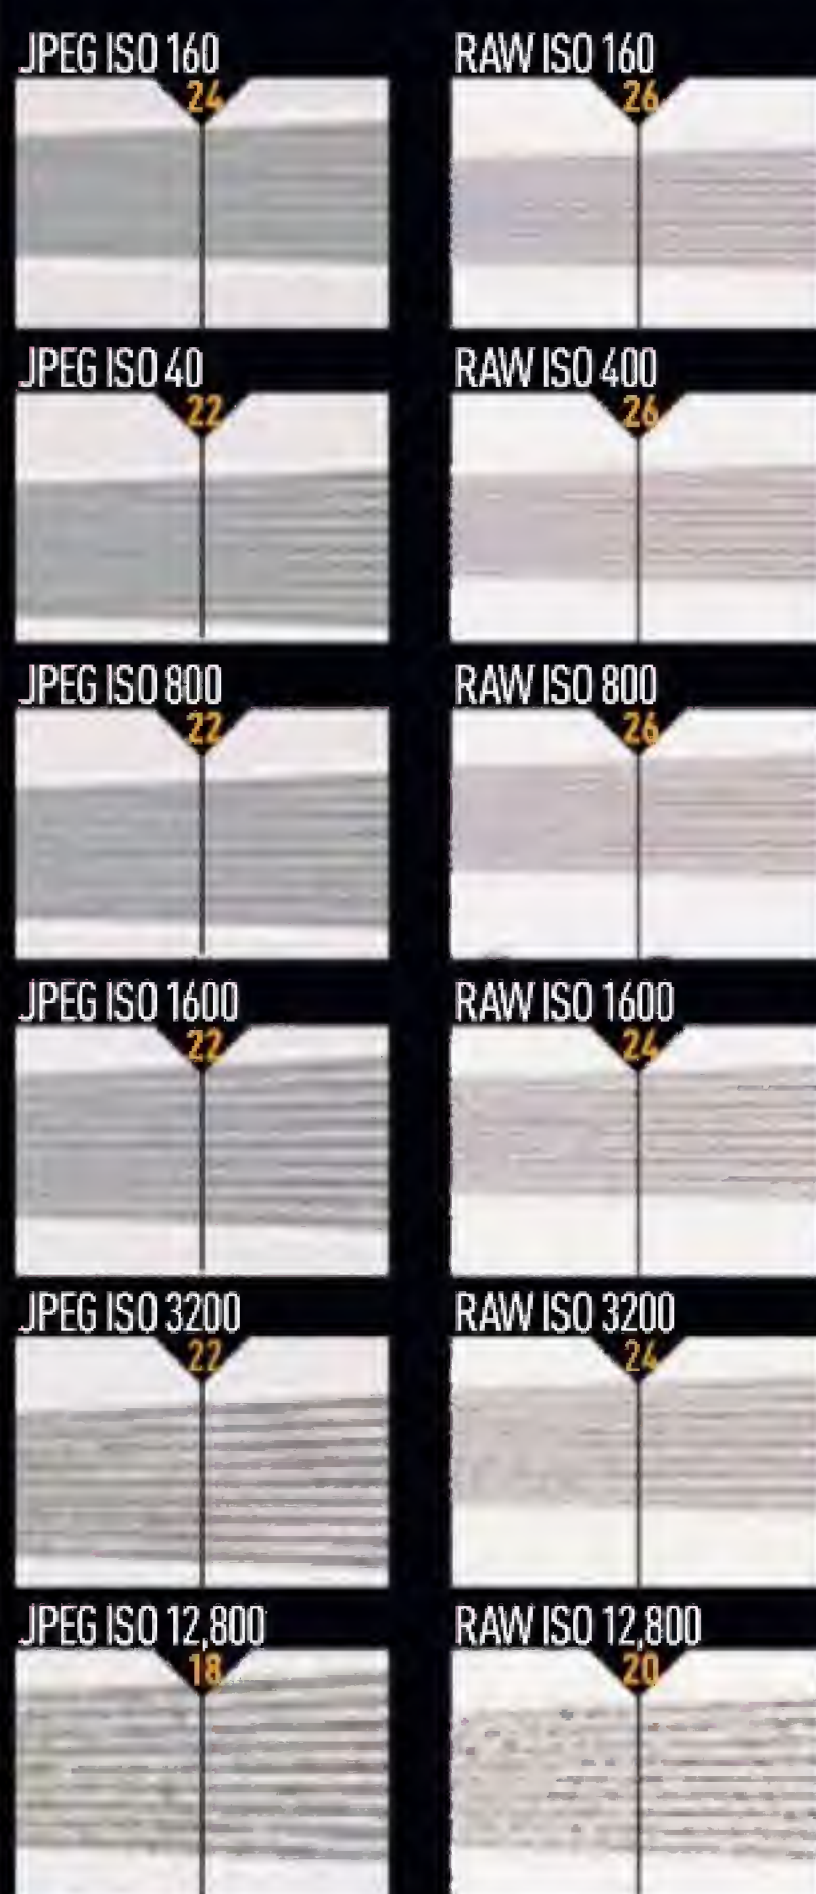 JPEG ISO 160
24
RAW ISO 160
26
JPEG ISO 40
22
RAW ISO 400
26
JPEG ISO 800
22
RAW ISO 800
26
JPEG ISO 1600
22
RAW ISO 1600
24
JPEG ISO 3200
22
RAW ISO 3200
24
JPEG ISO 12,800
18
RAW ISO 12,800
20